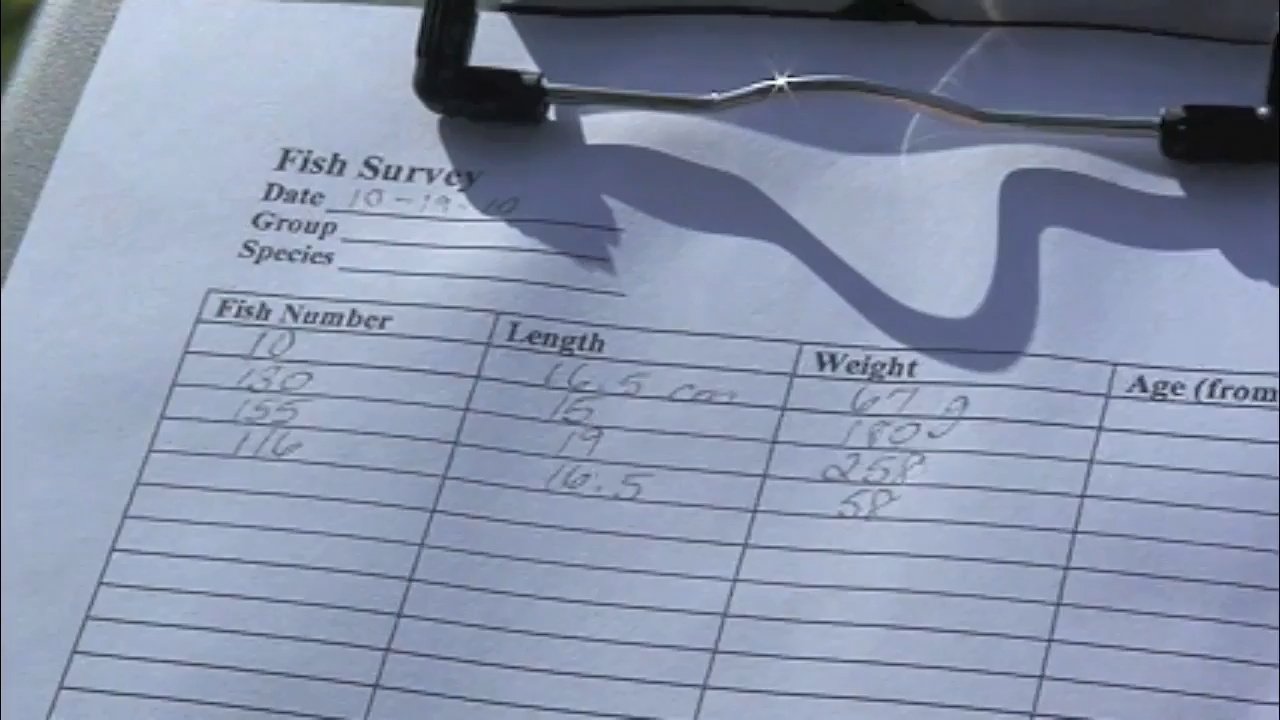 Fish Survey
Date 10-19-10
Group
Species
Fish Number Length Weight Age (from
10 16.5 cm 67 g
130 15 180
155 19 258
116 16.5 58